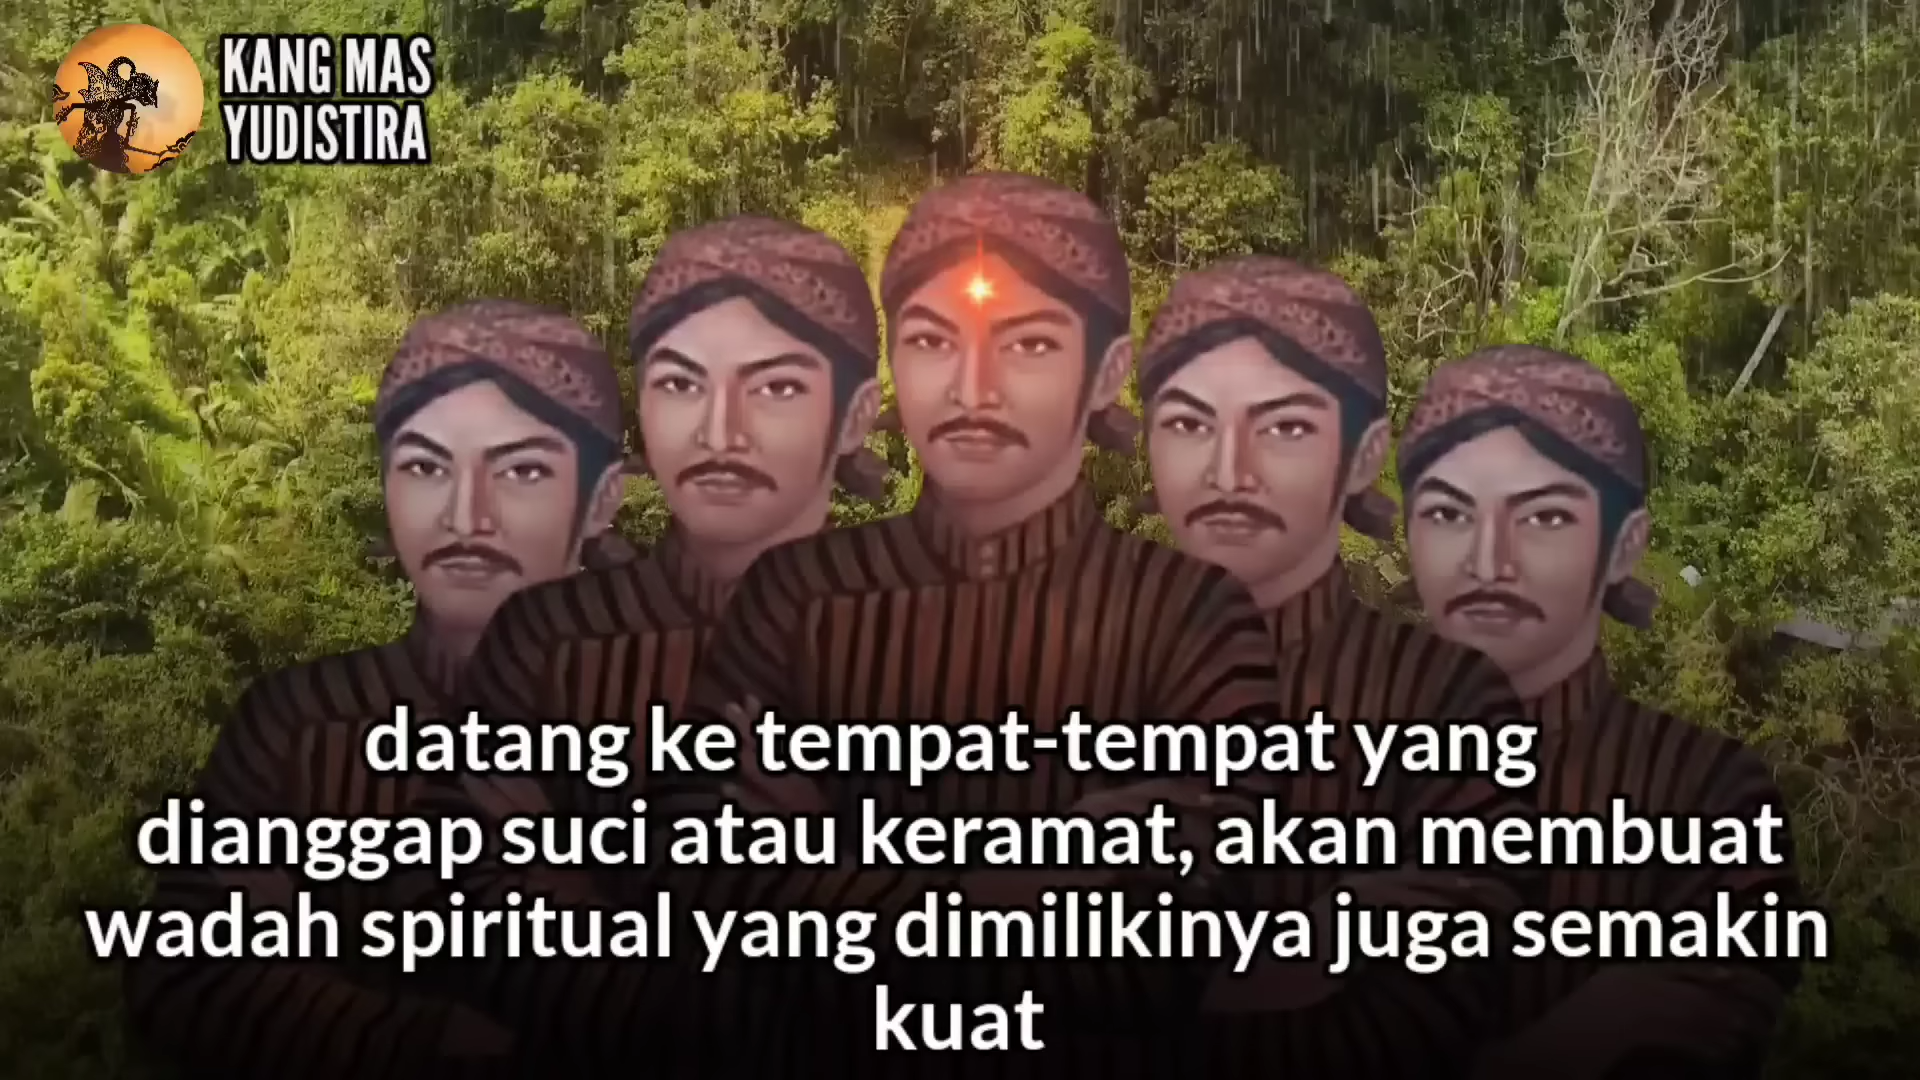 KANG MAS
YUDISTIRA
datang ke tempat-tempat yang
dianggap suci atau keramat, akan membuat
wadah spiritual yang dimilikinya juga semakin
kuat